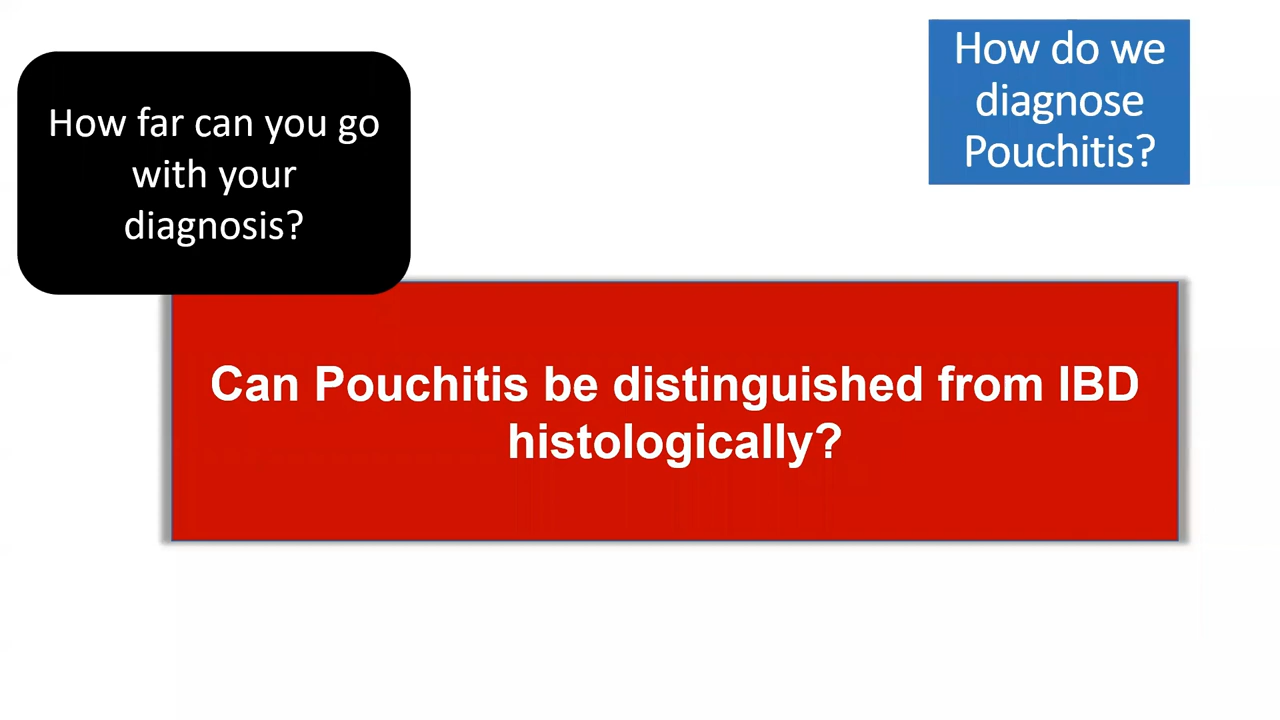 How far can you go
with your
diagnosis?
How do we
diagnose
Pouchitis?
Can Pouchitis be distinguished from IBD
histologically?